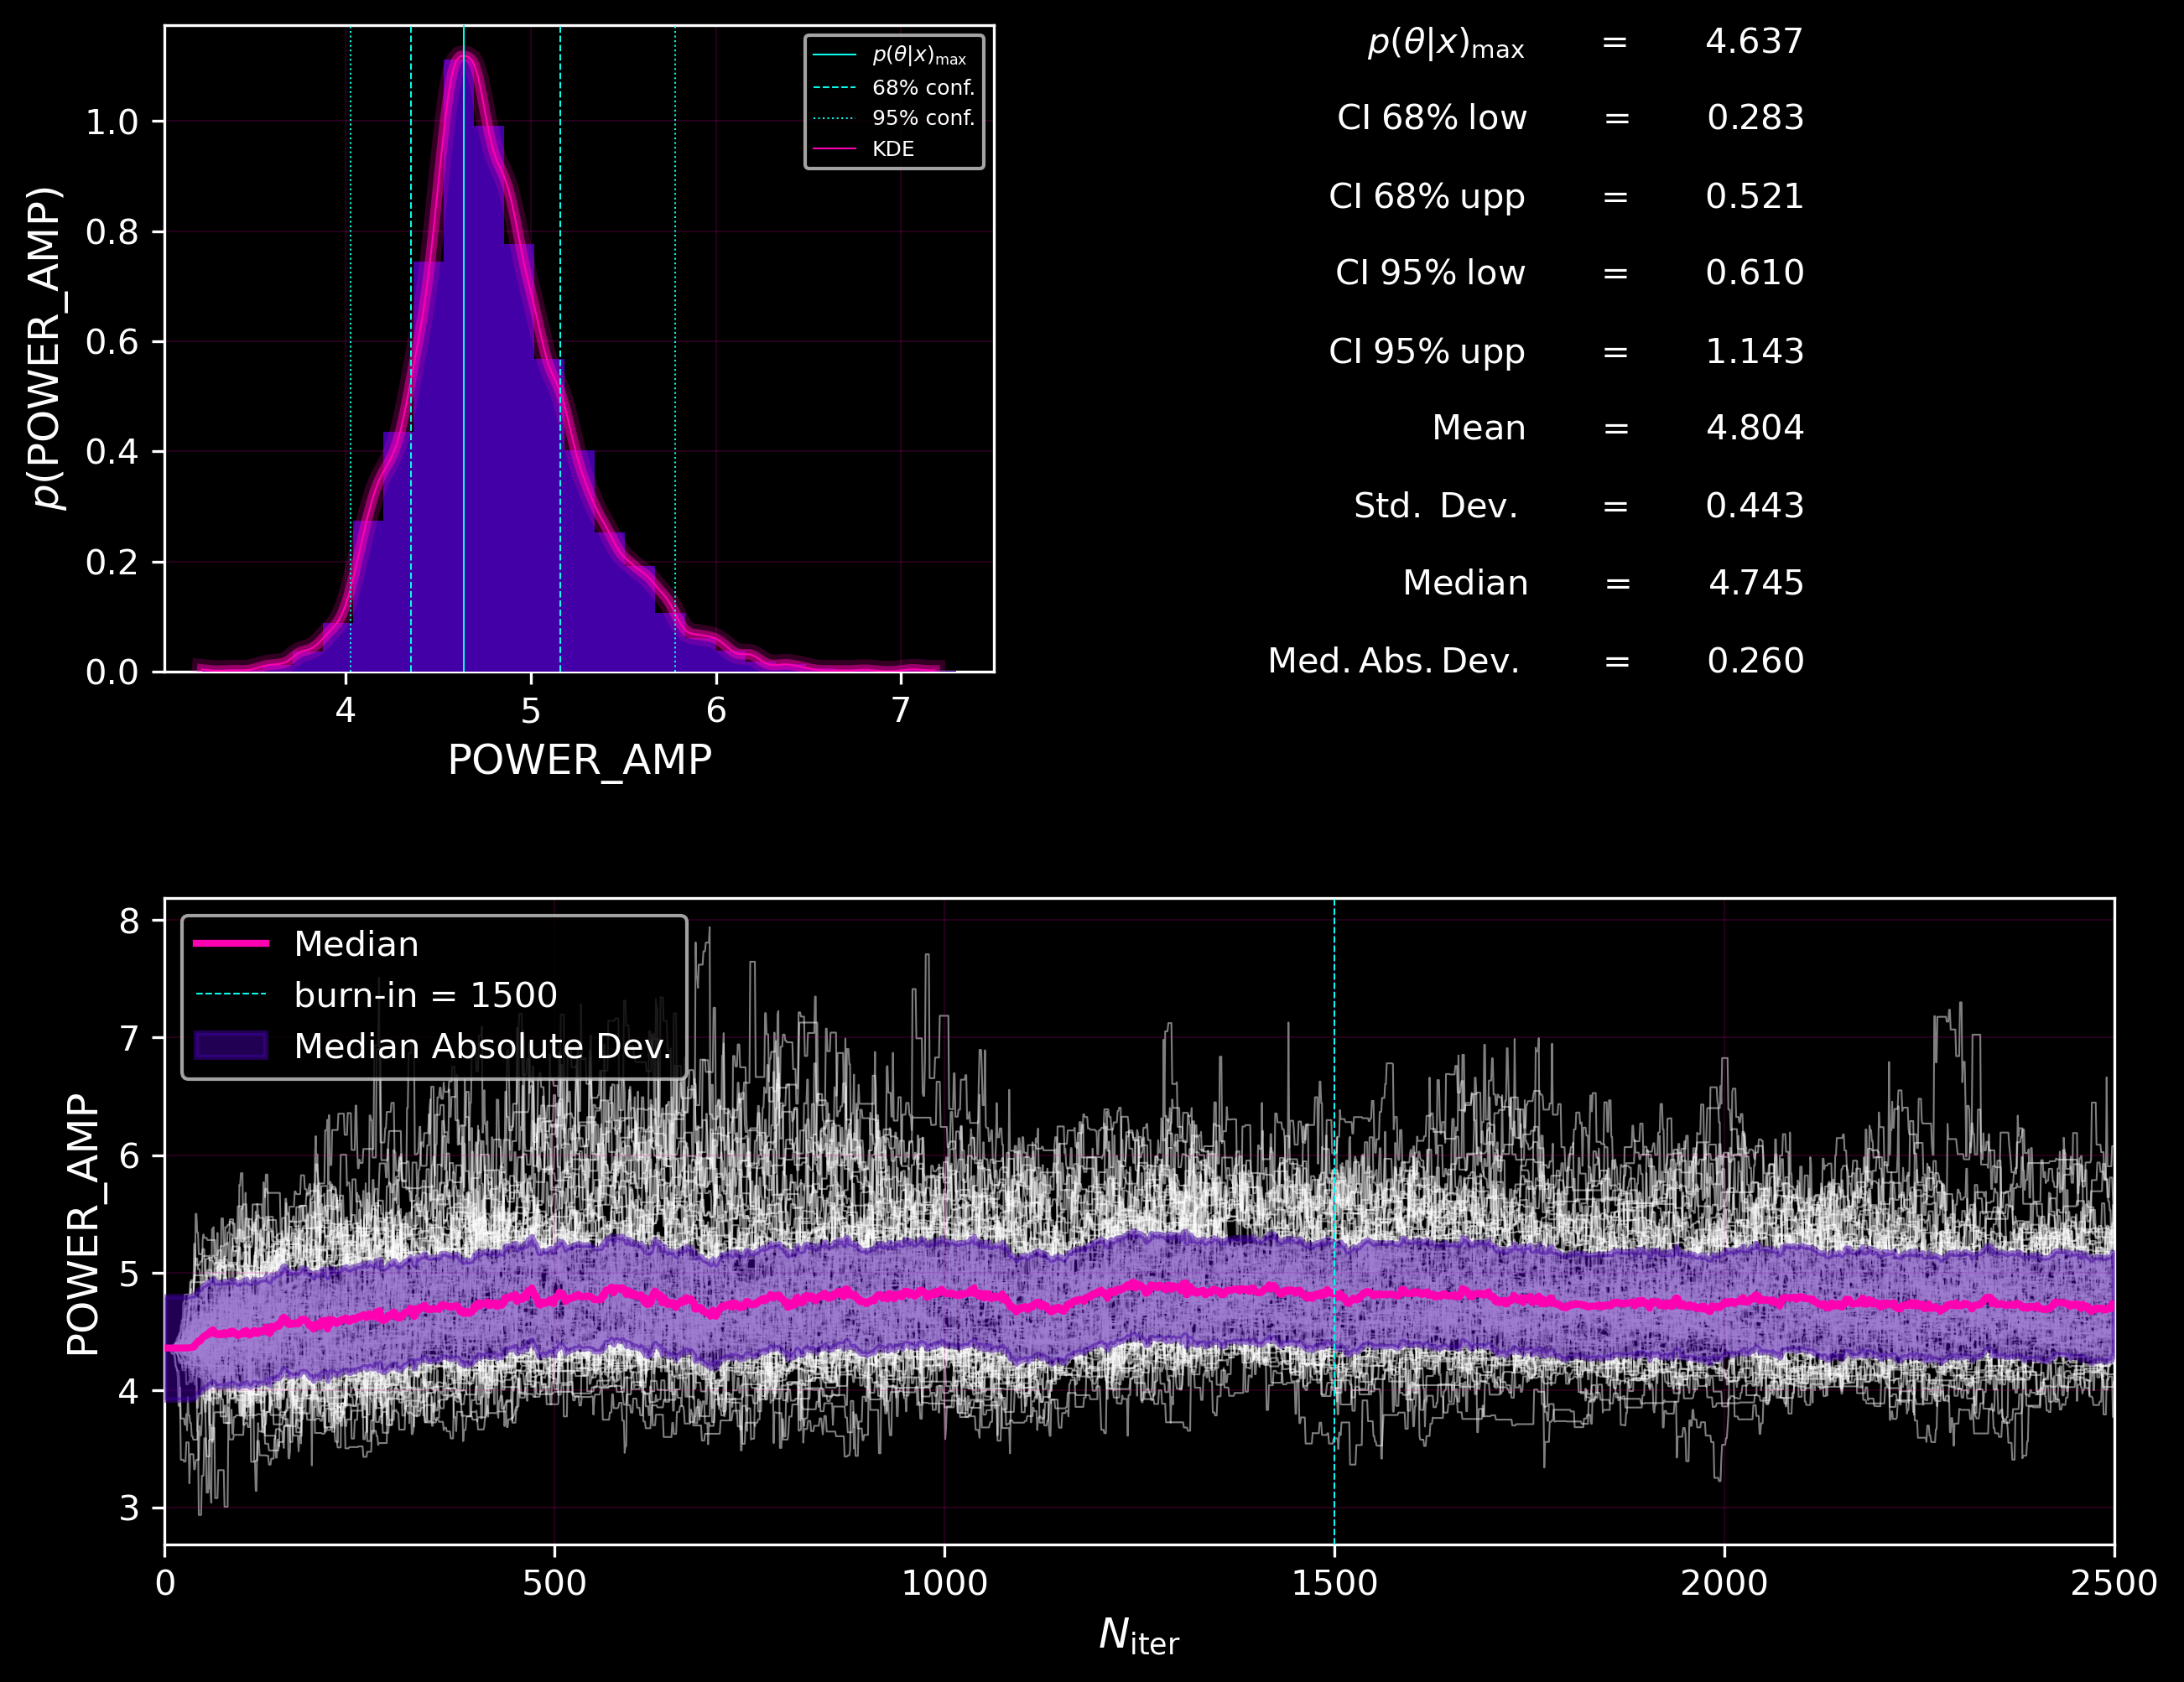 p(θ|x)max
68% conf.
95% conf.
KDE
1.0
0.8
0.6
0.4
0.2
0.0
p(POWER_AMP)
4 5 6 7
POWER_AMP
p(θ|x)max = 4.637
CI 68% low = 0.283
CI 68% upp = 0.521
CI 95% low = 0.610
CI 95% upp = 1.143
Mean = 4.804
Std. Dev. = 0.443
Median = 4.745
Med. Abs. Dev. = 0.260
Median
burn-in = 1500
Median Absolute Dev.
8
7
6
5
4
3
POWER_AMP
0 500 1000 1500 2000 2500
Niter